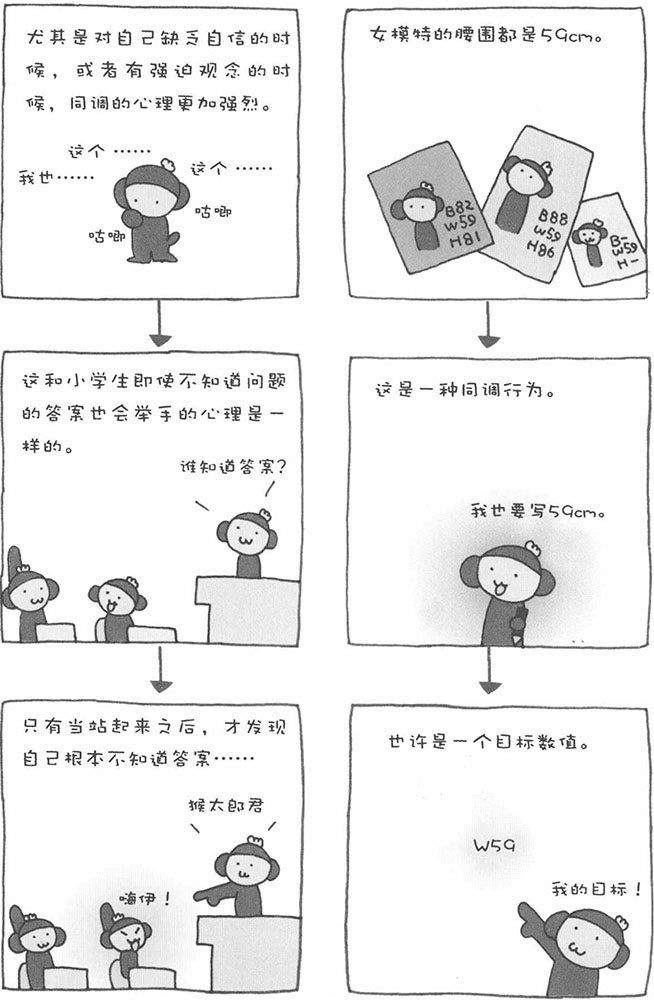 尤其是对自己缺乏自信的时
候，或者有强迫观念的时
候，同调的心理更加强烈。
这个……
我也……
这个……
咕唧
咕唧
这和小学生即使不知道问题
的答案也会举手的心理是一
样的。
谁知道答案？
只有当站起来之后，才发现
自己根本不知道答案……
猴太郎君
嗨伊！
女模特的腰围都是59cm。
B82
W59
H81
B88
W59
H86
B-
W59
H-
这是一种同调行为。
我也要写59cm。
也许是一个目标数值。
W59
我的目标！